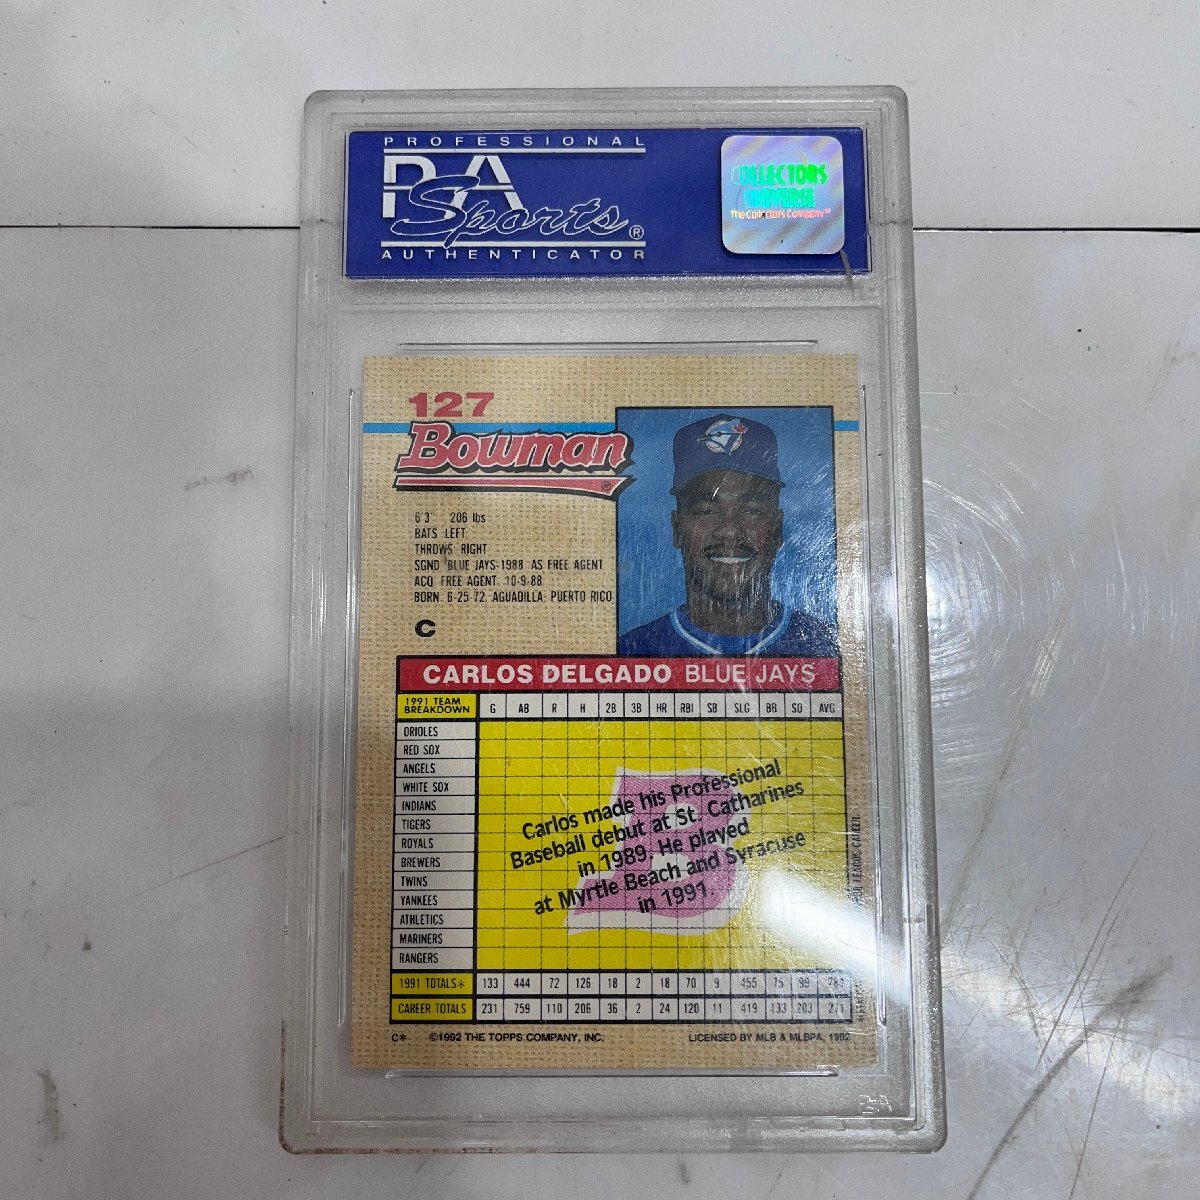 PROFESSIONAL
PSA
Sports®
AUTHENTICATOR
COLLECTORS
UNIVERSE
The Collectors Company™
127
Bowman
6'3" 206 lbs
BATS LEFT
THROWS RIGHT
SGND BLUE JAYS-1988 AS FREE AGENT
ACQ FREE AGENT. 10-9-88
BORN. 6-25-72, AGUADILLA. PUERTO RICO
C
CARLOS DELGADO BLUE JAYS
1991 TEAM BREAKDOWN G AB R H 2B 3B HR RBI SB SLG BB SO AVG
ORIOLES
RED SOX
ANGELS
WHITE SOX
INDIANS
TIGERS
ROYALS
BREWERS
TWINS
YANKEES
ATHLETICS
MARINERS
RANGERS
B
Carlos made his Professional
Baseball debut at St. Catharines
in 1989. He played
at Myrtle Beach and Syracuse
in 1991.
1991 TOTALS* 133 444 72 126 18 2 18 70 9 455 75 99
CAREER TOTALS 231 759 110 206 36 2 24 120 11 419 133 203 271
LEAGUE CAREER
C* ©1992 THE TOPPS COMPANY, INC. LICENSED BY MLB & MLBPA, 1992
PSA